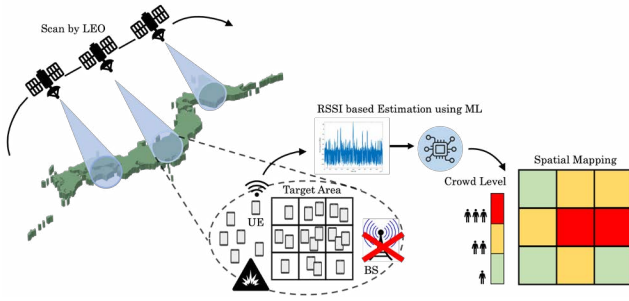 Scan by LEO
RSSI based Estimation using ML
Spatial Mapping
Crowd Level
Target Area
UE
BS